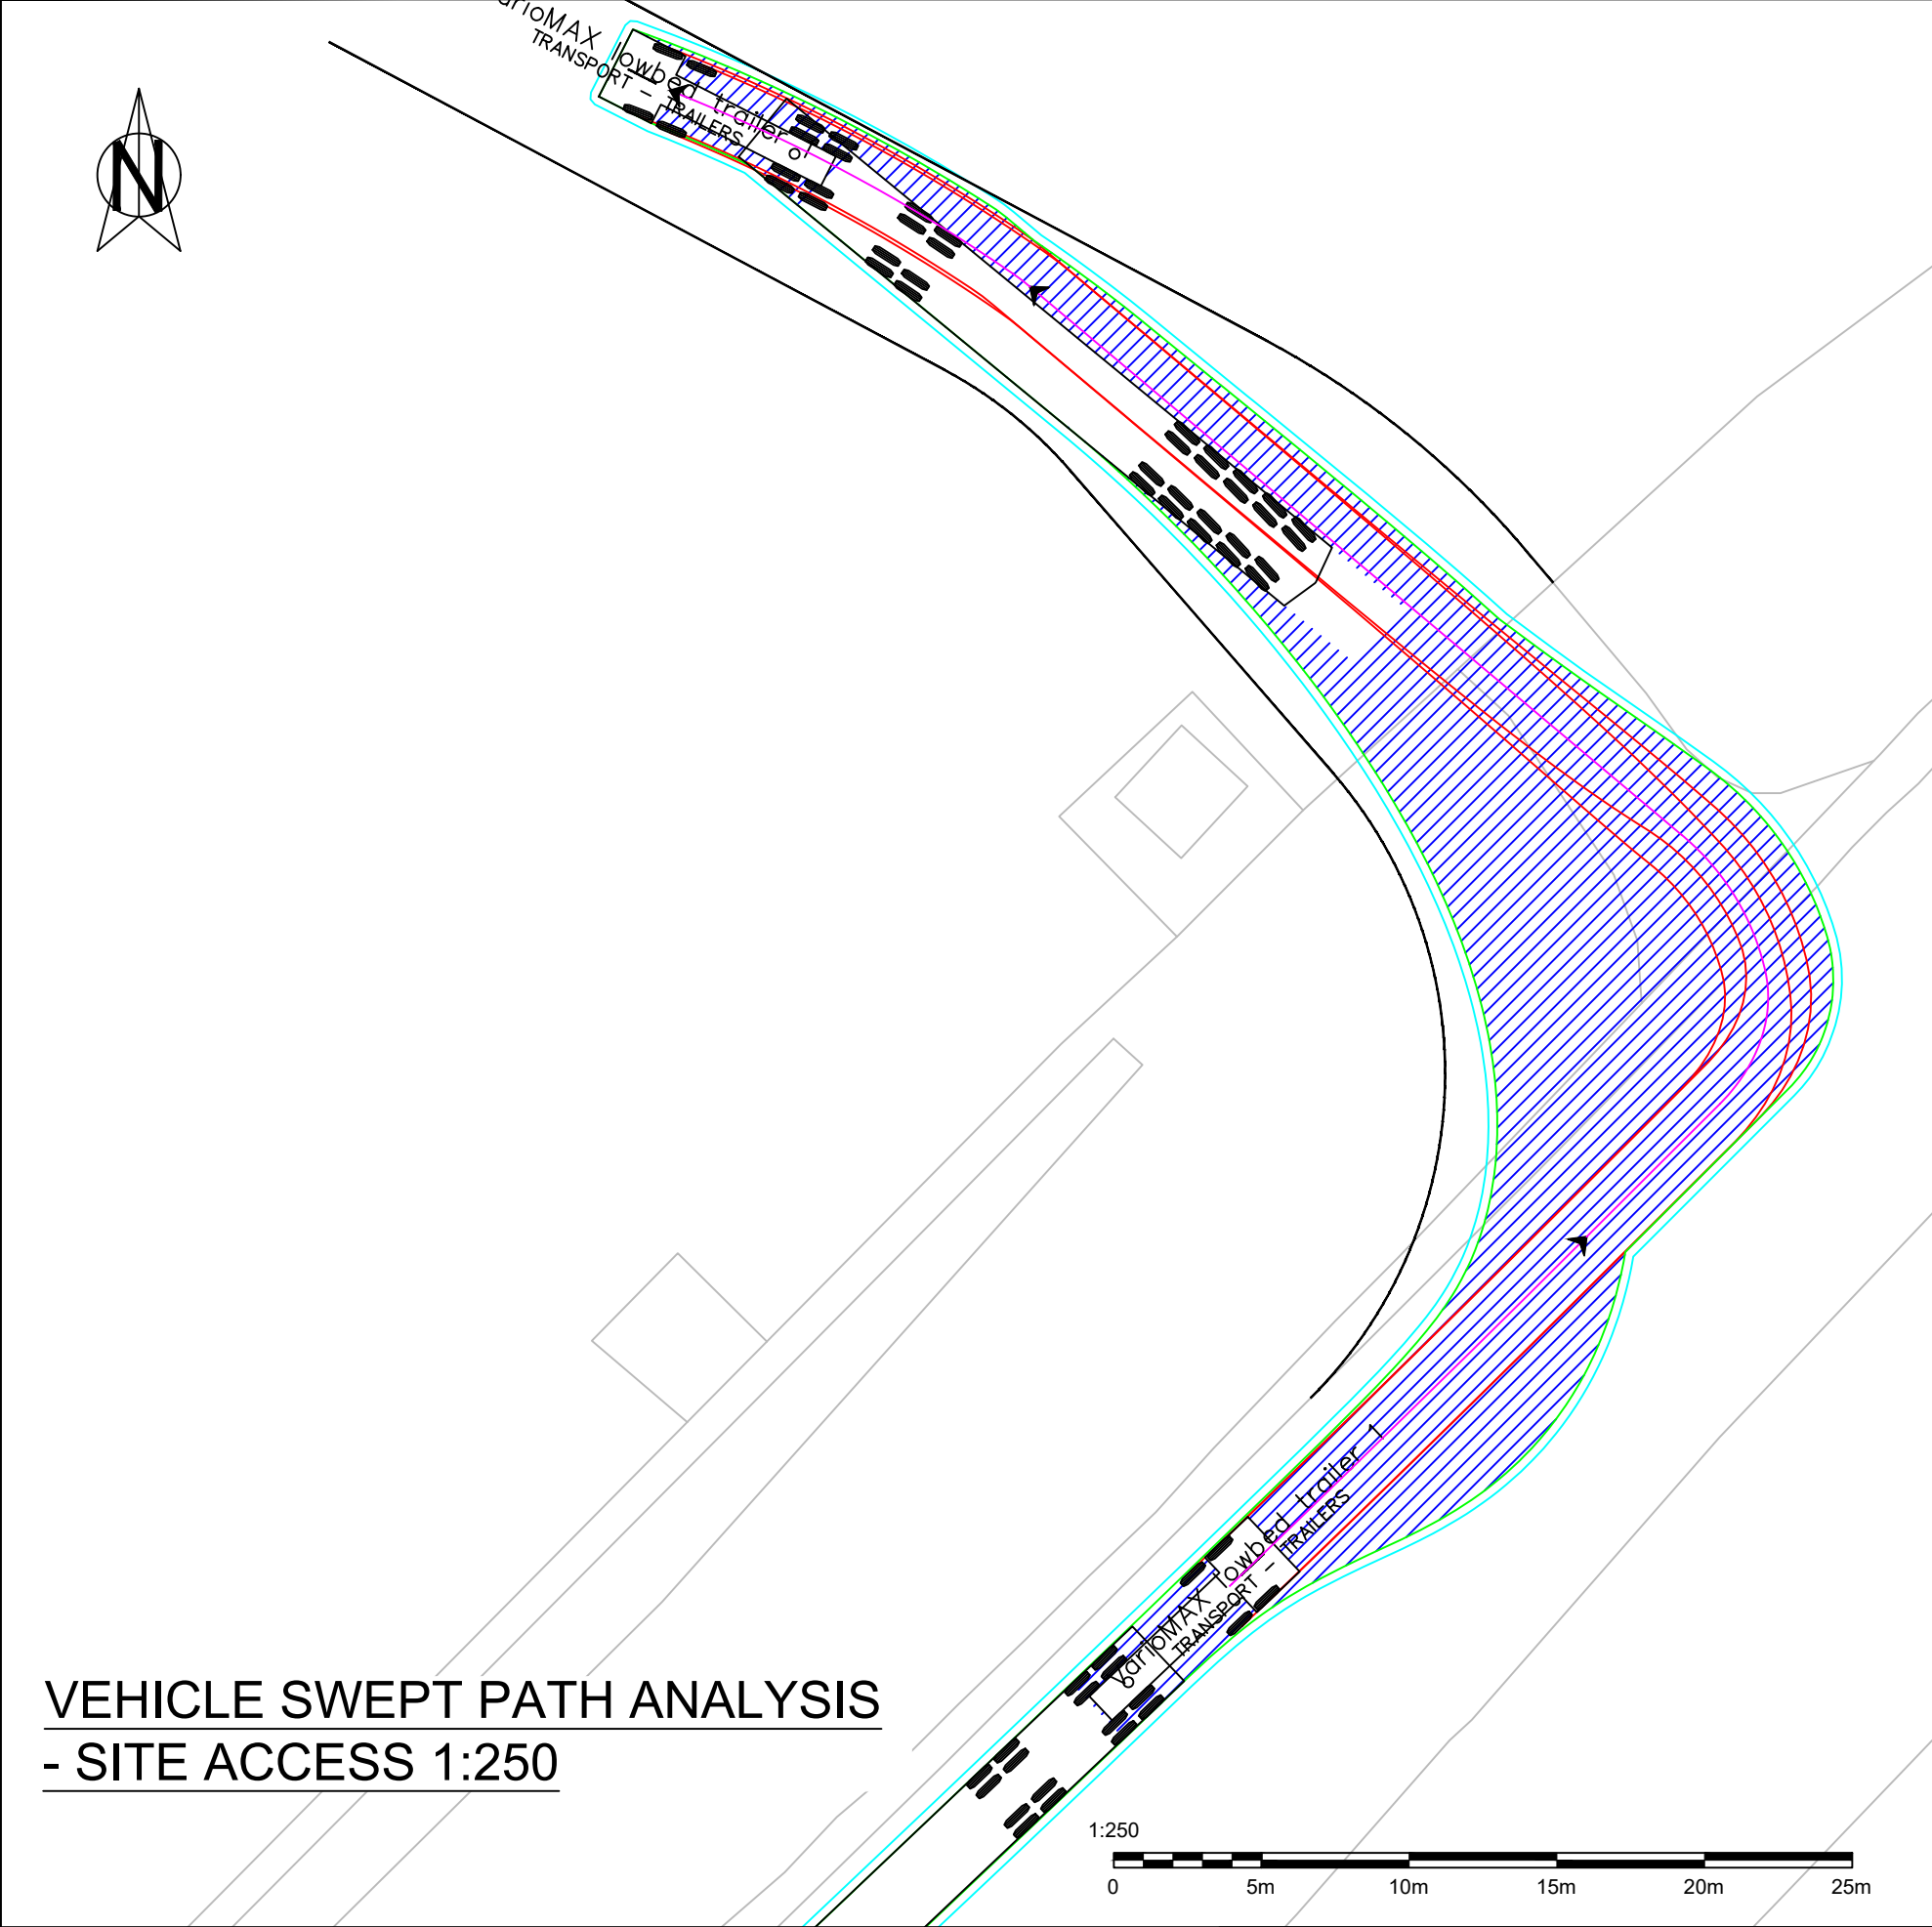 arioMAX lowbed trailer
TRANSPORT - TRAILERS
N
VarioMAX lowbed trailer 1
TRANSPORT - TRAILERS
VEHICLE SWEPT PATH ANALYSIS
- SITE ACCESS 1:250
1:250
0 5m 10m 15m 20m 25m